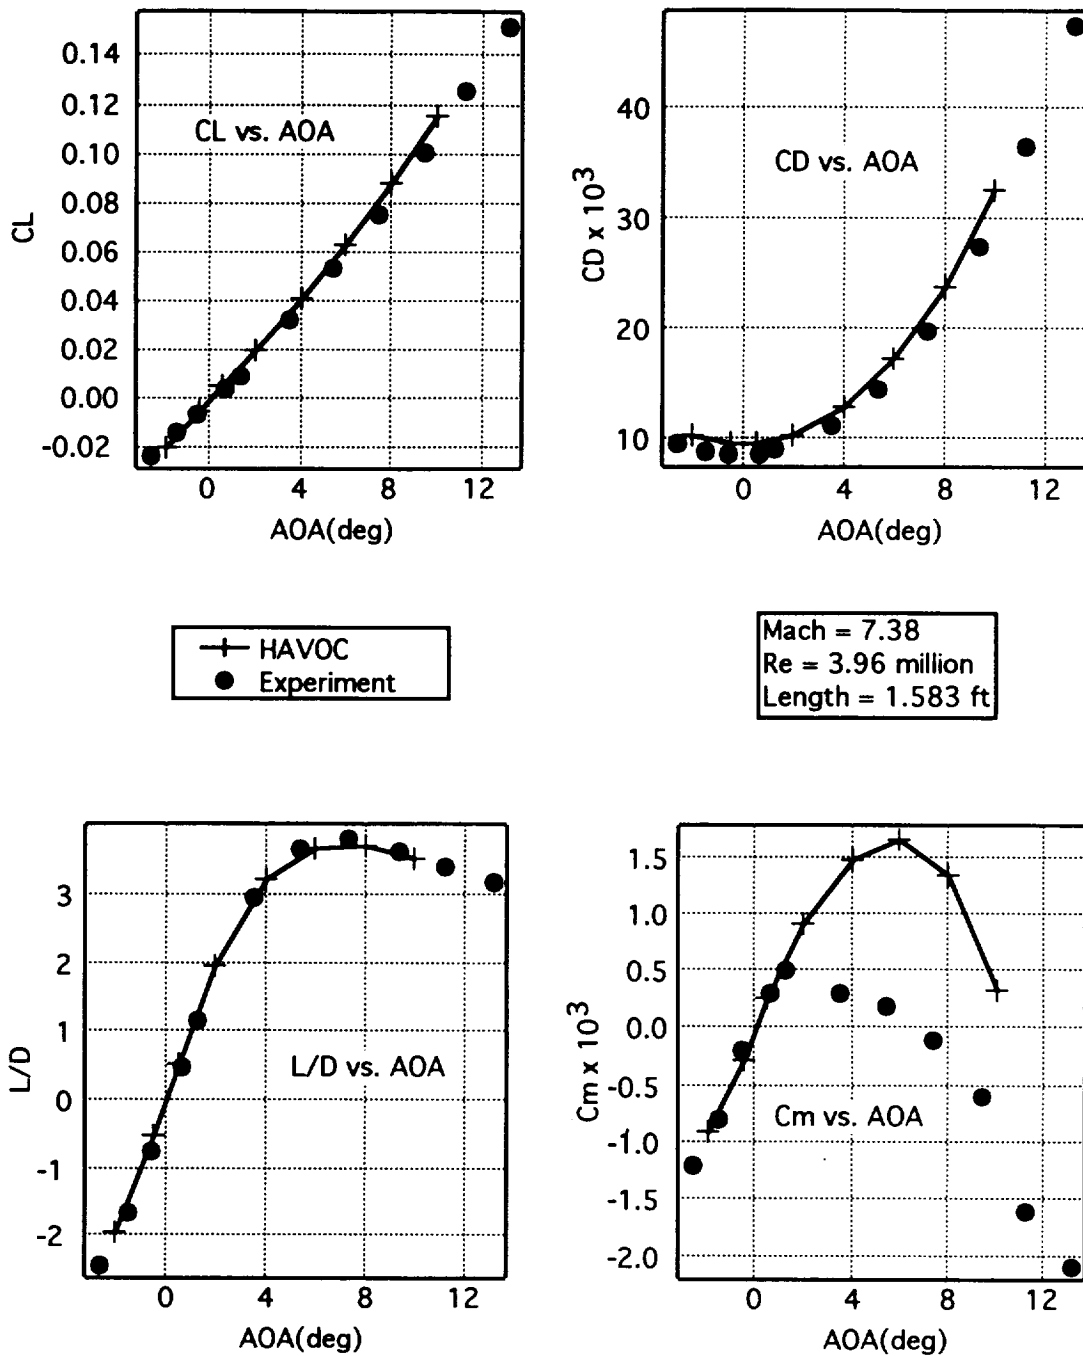 CL vs. AOA
CL
0.14
0.12
0.10
0.08
0.06
0.04
0.02
0.00
-0.02
0 4 8 12
AOA(deg)
CD vs. AOA
CD x 10³
40
30
20
10
0 4 8 12
AOA(deg)
HAVOC
Experiment
Mach = 7.38
Re = 3.96 million
Length = 1.583 ft
L/D vs. AOA
L/D
3
2
1
0
-1
-2
0 4 8 12
AOA(deg)
Cm vs. AOA
Cm x 10³
1.5
1.0
0.5
0.0
-0.5
-1.0
-1.5
-2.0
0 4 8 12
AOA(deg)